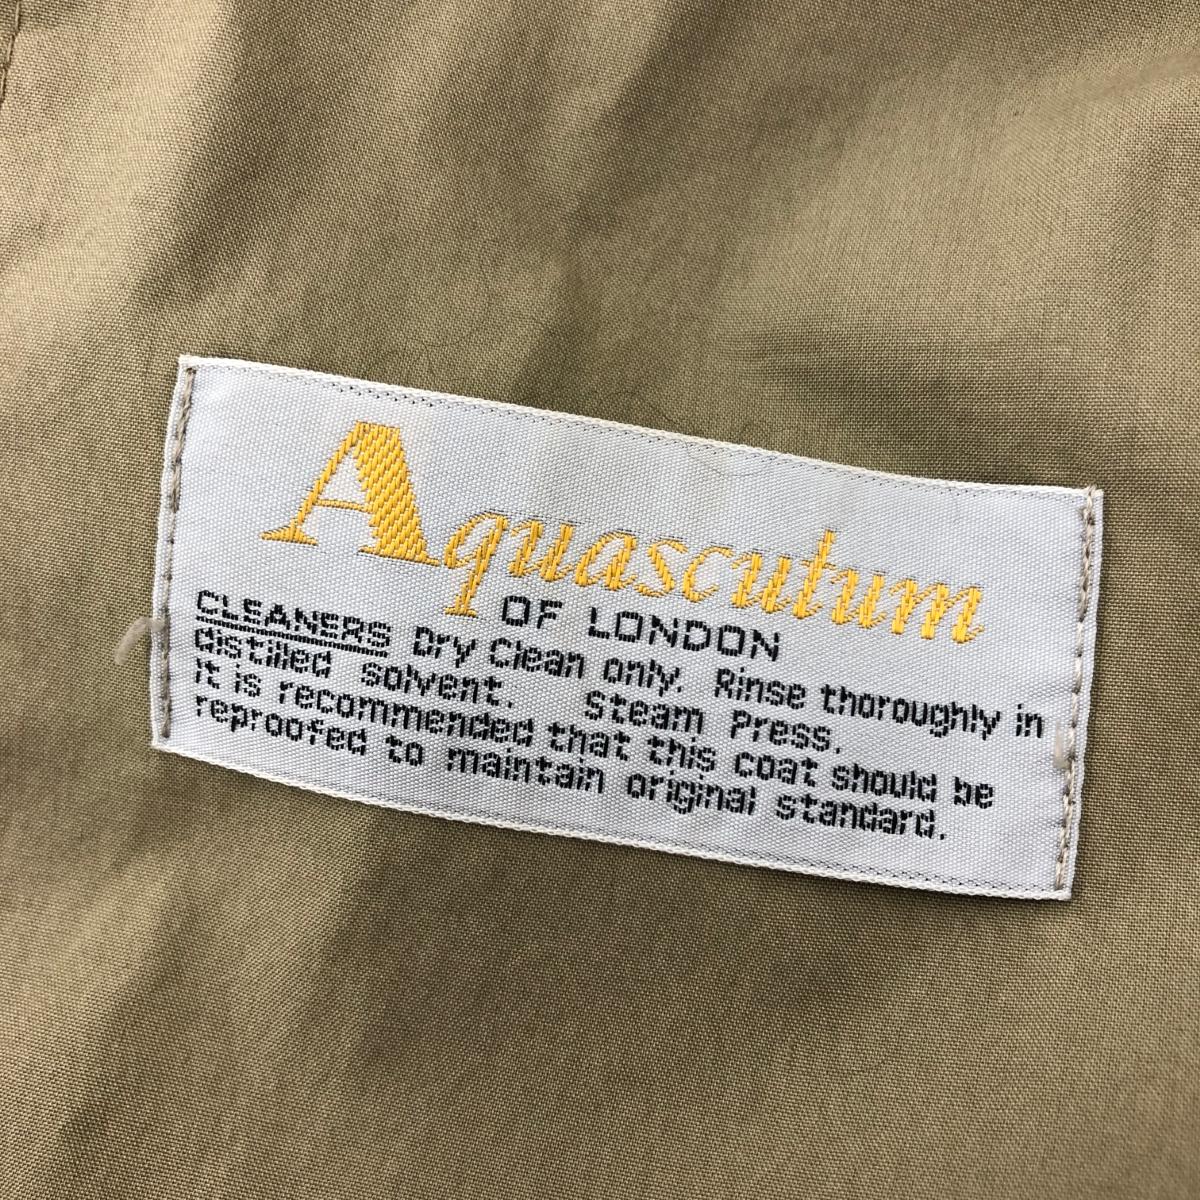 Aquascutum
OF LONDON
CLEANERS Dry Clean only. Rinse thoroughly in
distilled solvent. Steam Press.
It is recommended that this coat should be
reproofed to maintain original standard.